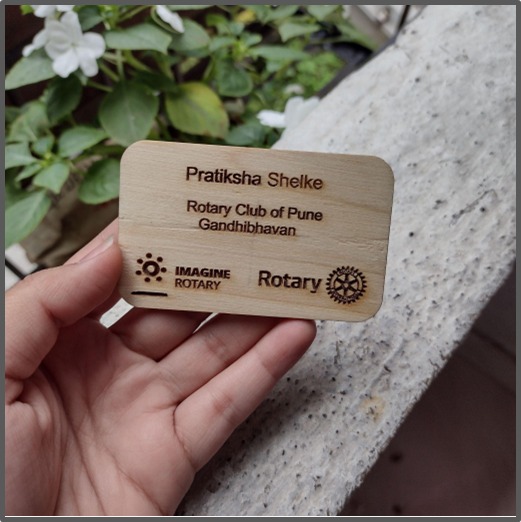 Pratiksha Shelke
Rotary Club of Pune
Gandhibhavan
IMAGINE
ROTARY
Rotary